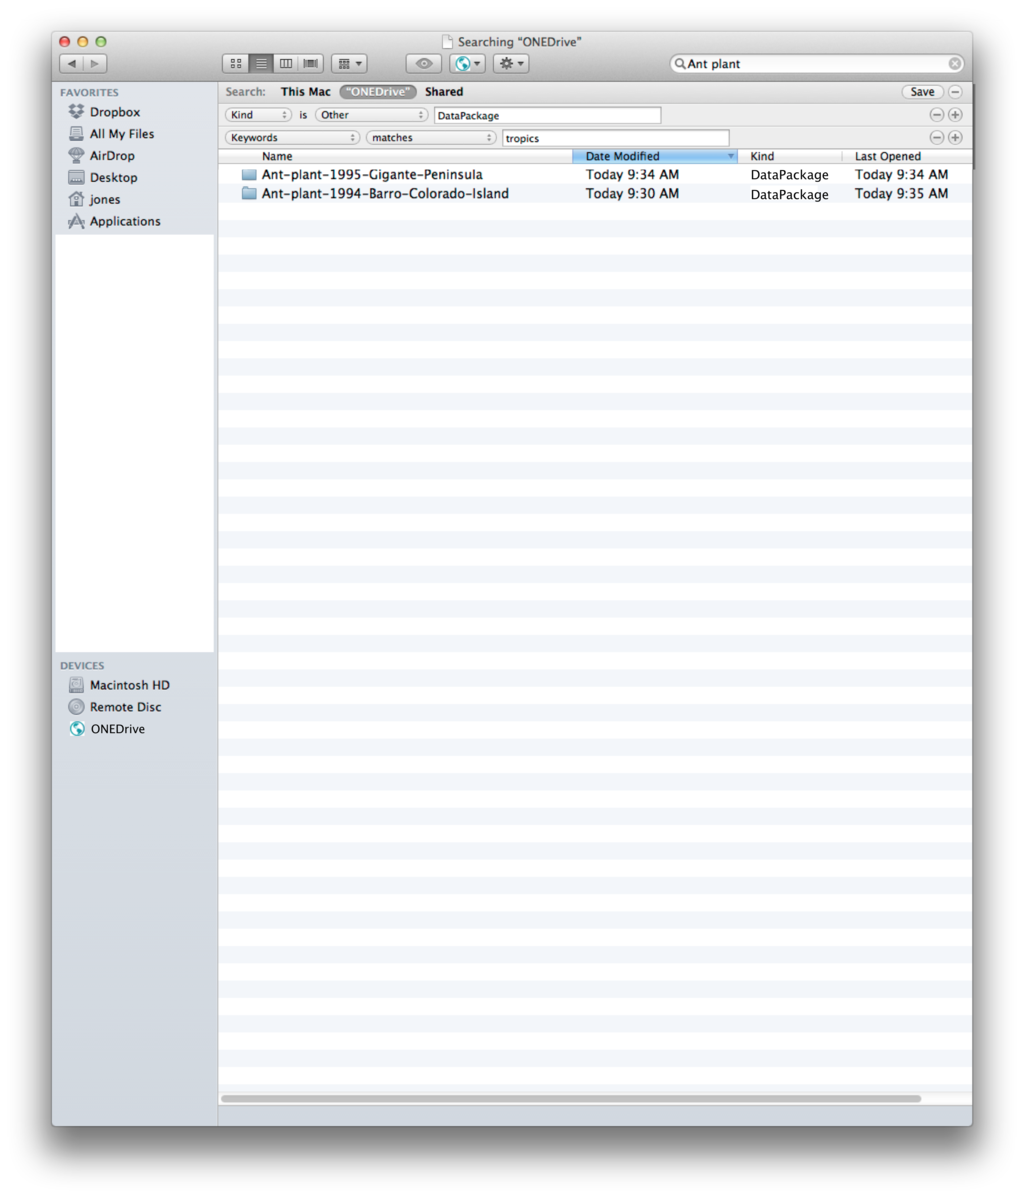 Searching “ONEDrive”
Ant plant
FAVORITES
Dropbox
All My Files
AirDrop
Desktop
jones
Applications
DEVICES
Macintosh HD
Remote Disc
ONEDrive
Search: This Mac “ONEDrive” Shared Save
Kind is Other DataPackage
Keywords matches tropics
Name Date Modified Kind Last Opened
Ant-plant-1995-Gigante-Peninsula Today 9:34 AM DataPackage Today 9:34 AM
Ant-plant-1994-Barro-Colorado-Island Today 9:30 AM DataPackage Today 9:35 AM